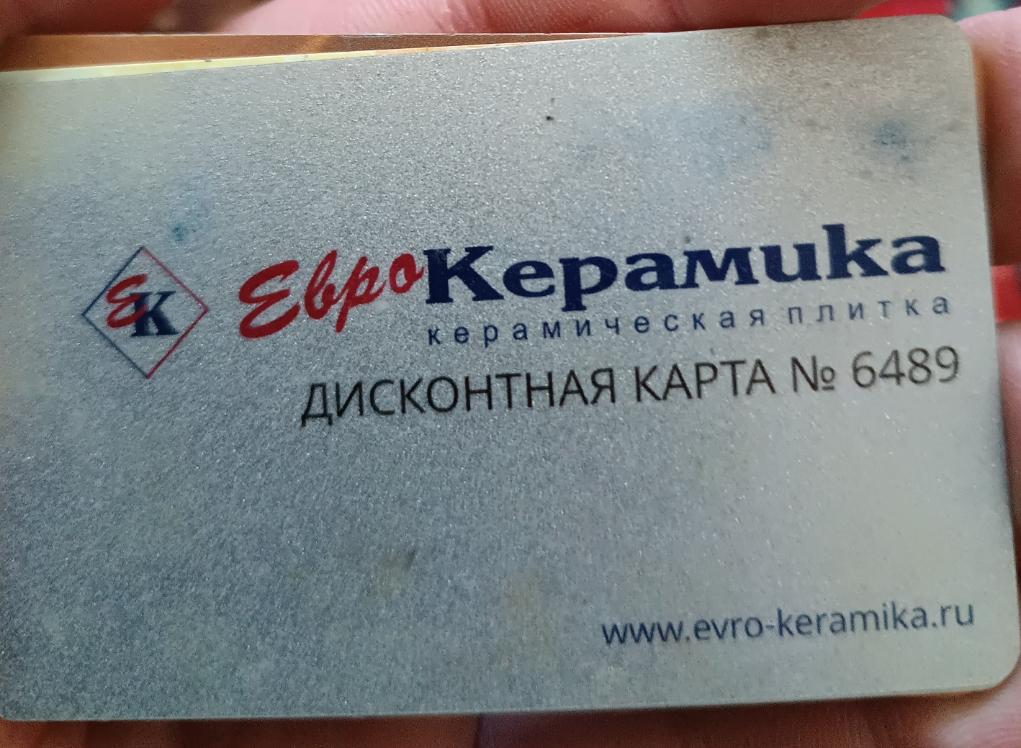 ЕК
ЕвроКерамика
керамическая плитка
ДИСКОНТНАЯ КАРТА № 6489
www.evro-keramika.ru